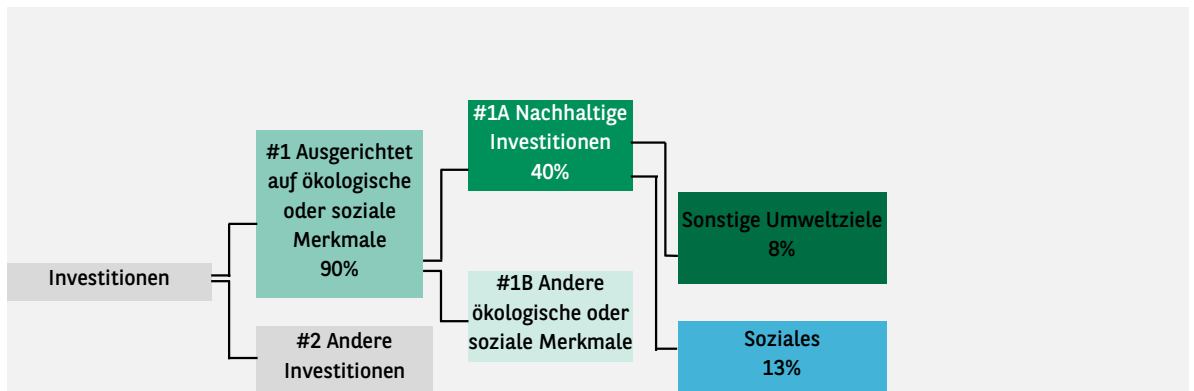 Investitionen
#1 Ausgerichtet
auf ökologische
oder soziale
Merkmale
90%
#2 Andere
Investitionen
#1A Nachhaltige
Investitionen
40%
#1B Andere
ökologische oder
soziale Merkmale
Sonstige Umweltziele
8%
Soziales
13%